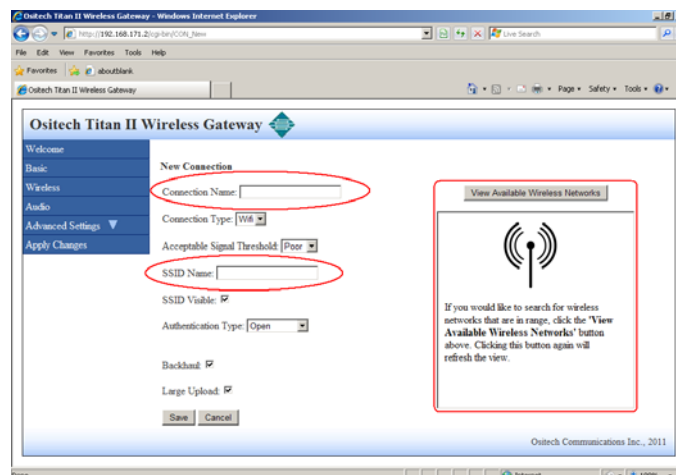 Ositech Titan II Wireless Gateway - Windows Internet Explorer
http://192.168.171.2/cgi-bin/CON_New
Live Search
File Edit View Favorites Tools Help
Favorites about:blank
Ositech Titan II Wireless Gateway
Page Safety Tools
Ositech Titan II Wireless Gateway
Welcome
Basic
Wireless
Audio
Advanced Settings
Apply Changes
New Connection
Connection Name:
Connection Type: Wifi
Acceptable Signal Threshold: Poor
SSID Name:
SSID Visible:
Authentication Type: Open
Backhaul:
Large Upload:
Save Cancel
View Available Wireless Networks
If you would like to search for wireless
networks that are in range, click the "View
Available Wireless Networks' button
above. Clicking this button again will
refresh the view.
Ositech Communications Inc., 2011